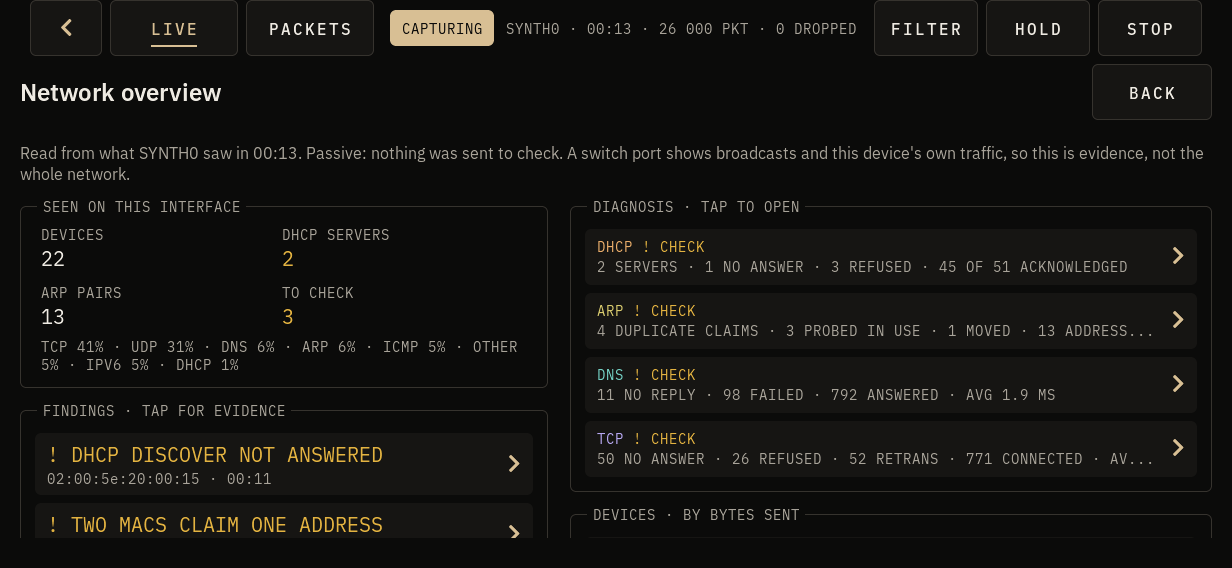 LIVE
PACKETS
CAPTURING
SYNTH0 · 00:13 · 26 000 PKT · 0 DROPPED
FILTER
HOLD
STOP
Network overview
BACK
Read from what SYNTH0 saw in 00:13. Passive: nothing was sent to check. A switch port shows broadcasts and this device's own traffic, so this is evidence, not the
whole network.
SEEN ON THIS INTERFACE
DEVICES
22
DHCP SERVERS
2
ARP PAIRS
13
TO CHECK
3
TCP 41% · UDP 31% · DNS 6% · ARP 6% · ICMP 5% · OTHER
5% · IPV6 5% · DHCP 1%
FINDINGS · TAP FOR EVIDENCE
! DHCP DISCOVER NOT ANSWERED
02:00:5e:20:00:15 · 00:11
! TWO MACS CLAIM ONE ADDRESS
DIAGNOSIS · TAP TO OPEN
DHCP ! CHECK
2 SERVERS · 1 NO ANSWER · 3 REFUSED · 45 OF 51 ACKNOWLEDGED
ARP ! CHECK
4 DUPLICATE CLAIMS · 3 PROBED IN USE · 1 MOVED · 13 ADDRESS...
DNS ! CHECK
11 NO REPLY · 98 FAILED · 792 ANSWERED · AVG 1.9 MS
TCP ! CHECK
50 NO ANSWER · 26 REFUSED · 52 RETRANS · 771 CONNECTED · AV...
DEVICES · BY BYTES SENT